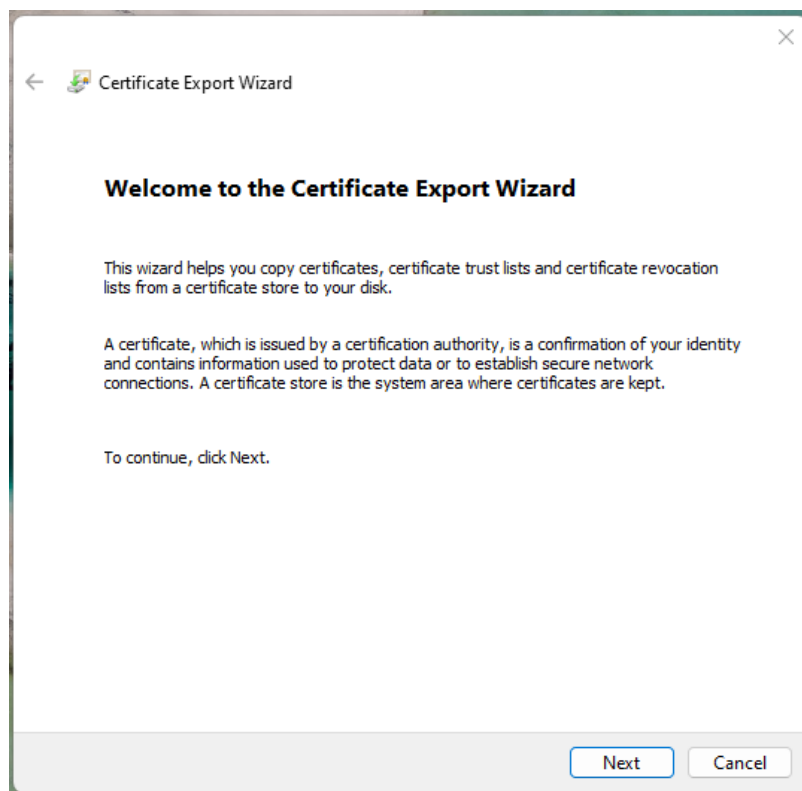 Certificate Export Wizard
Welcome to the Certificate Export Wizard
This wizard helps you copy certificates, certificate trust lists and certificate revocation
lists from a certificate store to your disk.
A certificate, which is issued by a certification authority, is a confirmation of your identity
and contains information used to protect data or to establish secure network
connections. A certificate store is the system area where certificates are kept.
To continue, click Next.
Next Cancel